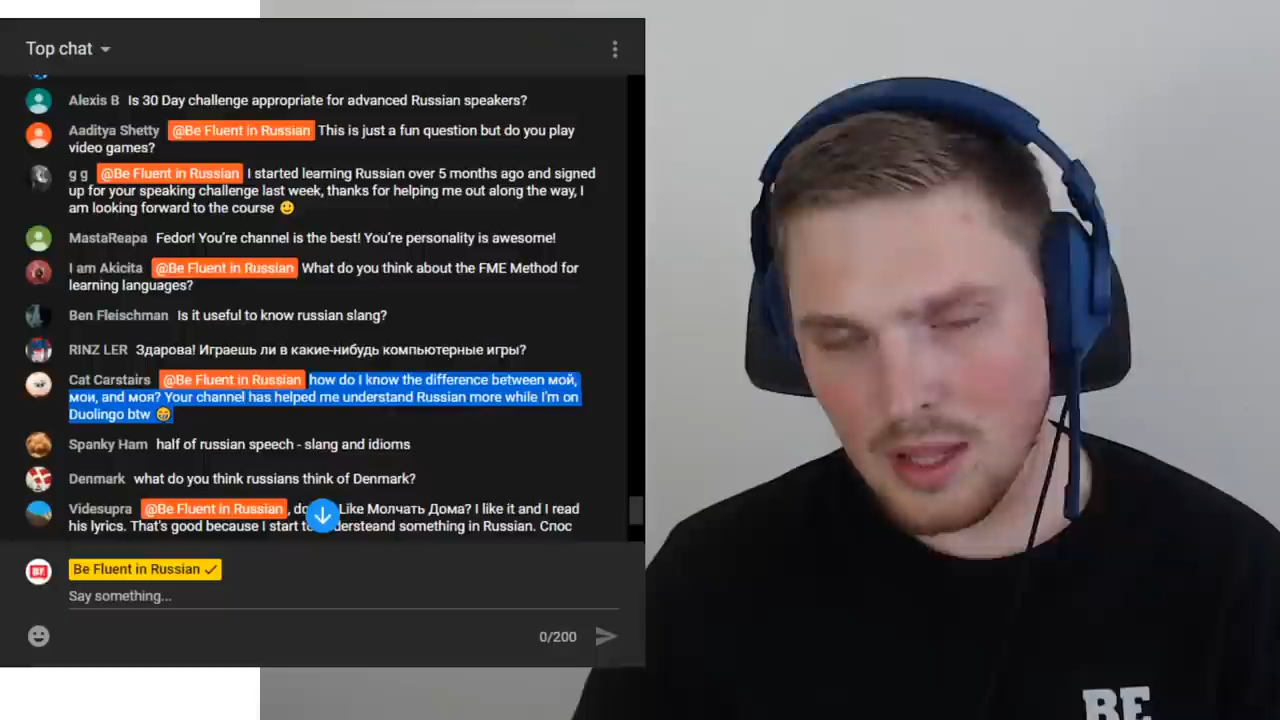 Top chat
Alexis B Is 30 Day challenge appropriate for advanced Russian speakers?
Aaditya Shetty @Be Fluent in Russian This is just a fun question but do you play
video games?
g g @Be Fluent in Russian I started learning Russian over 5 months ago and signed
up for your speaking challenge last week, thanks for helping me out along the way, I
am looking forward to the course 🙂
MastaReapa Fedor! You're channel is the best! You're personality is awesome!
I am Akicita @Be Fluent in Russian What do you think about the FME Method for
learning languages?
Ben Fleischman Is it useful to know russian slang?
RINZ LER Здарова! Играешь ли в какие-нибудь компьютерные игры?
Cat Carstairs @Be Fluent in Russian how do I know the difference between мой,
мои, and моя? Your channel has helped me understand Russian more while I'm on
Duolingo btw 😁
Spanky Ham half of russian speech - slang and idioms
Denmark what do you think russians think of Denmark?
Videsupra @Be Fluent in Russian, Like Молчать Дома? I like it and I read
his lyrics. That's good because I start in Russian. Спос
something
BE Be Fluent in Russian ✓
Say something...
0/200
BE